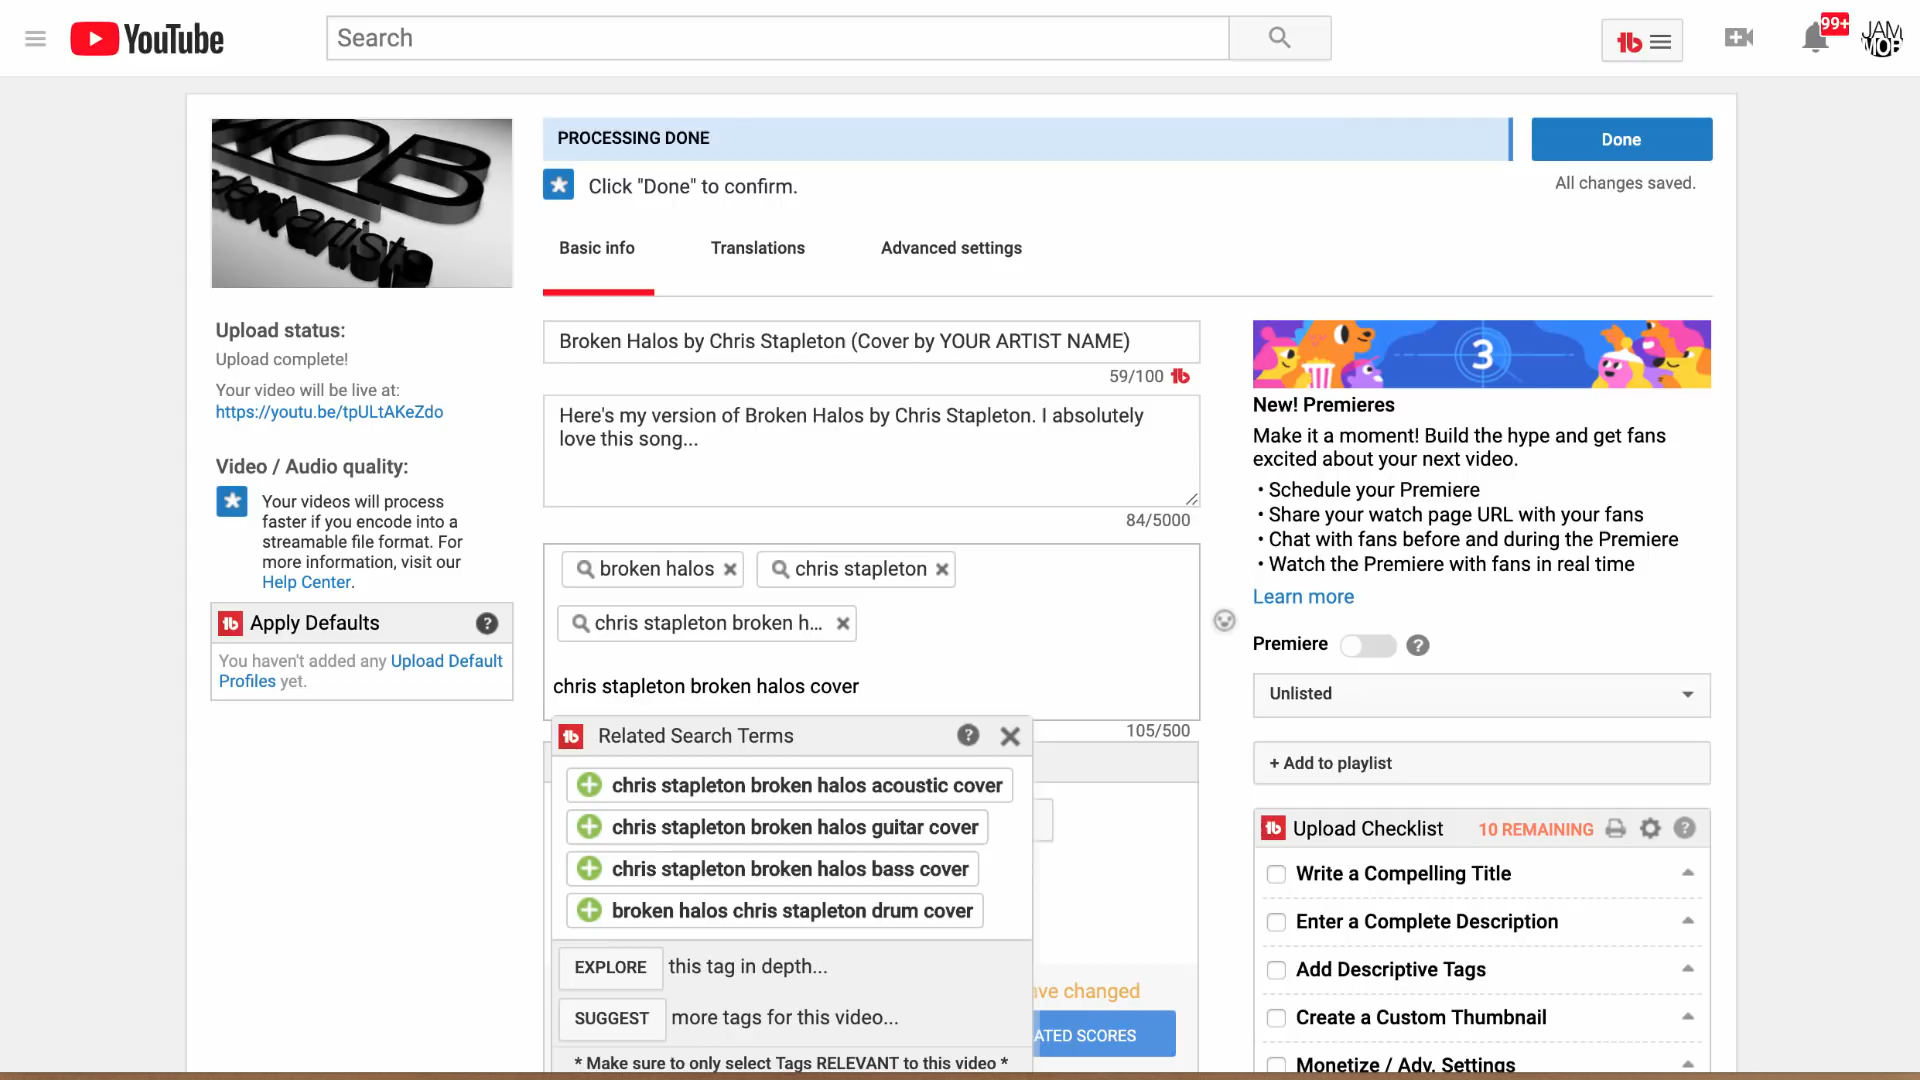 YouTube
Search
99+
JAM
MOB
PROCESSING DONE
Done
Click "Done" to confirm.
All changes saved.
Basic info
Translations
Advanced settings
Upload status:
Upload complete!
Your video will be live at:
https://youtu.be/tpULtAKeZdo
Video / Audio quality:
Your videos will process
faster if you encode into a
streamable file format. For
more information, visit our
Help Center.
Apply Defaults
You haven't added any Upload Default
Profiles yet.
Broken Halos by Chris Stapleton (Cover by YOUR ARTIST NAME)
59/100
Here's my version of Broken Halos by Chris Stapleton. I absolutely
love this song...
84/5000
broken halos
chris stapleton
chris stapleton broken h...
chris stapleton broken halos cover
105/500
Related Search Terms
chris stapleton broken halos acoustic cover
chris stapleton broken halos guitar cover
chris stapleton broken halos bass cover
broken halos chris stapleton drum cover
EXPLORE this tag in depth...
SUGGEST more tags for this video...
* Make sure to only select Tags RELEVANT to this video *
ave changed
ATED SCORES
3
New! Premieres
Make it a moment! Build the hype and get fans
excited about your next video.
• Schedule your Premiere
• Share your watch page URL with your fans
• Chat with fans before and during the Premiere
• Watch the Premiere with fans in real time
Learn more
Premiere
Unlisted
+ Add to playlist
Upload Checklist 10 REMAINING
Write a Compelling Title
Enter a Complete Description
Add Descriptive Tags
Create a Custom Thumbnail
Monetize / Adv. Settings